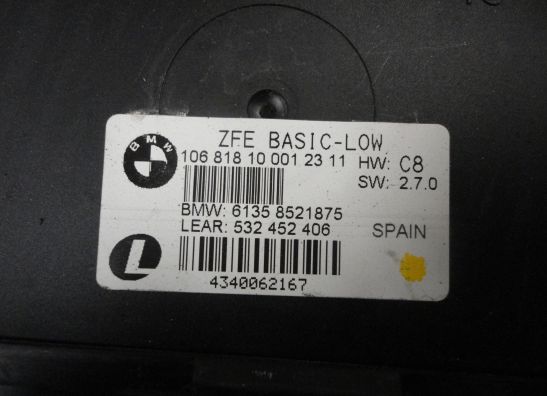 ZFE BASIC-LOW
BMW
106 818 10 001 23 11 HW: C8
SW: 2.7.0
BMW: 6135 8521875
LEAR: 532 452 406 SPAIN
L
4340062167